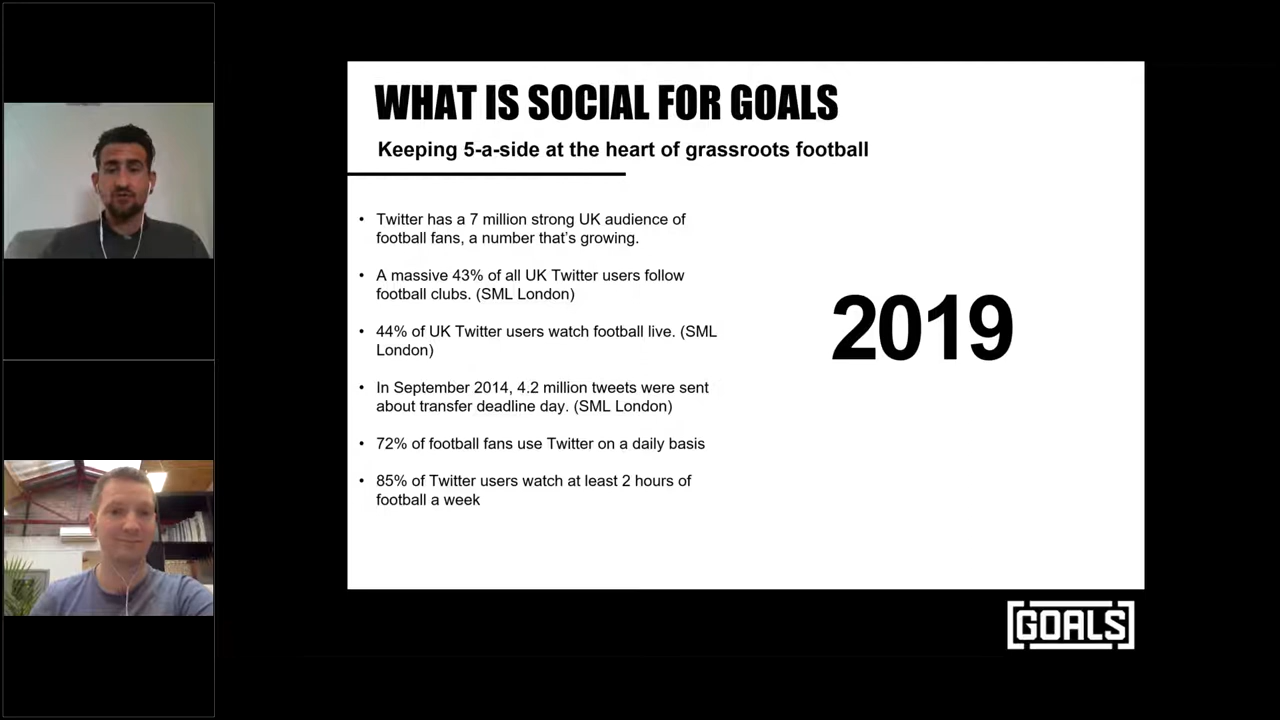 WHAT IS SOCIAL FOR GOALS
Keeping 5-a-side at the heart of grassroots football
• Twitter has a 7 million strong UK audience of
football fans, a number that’s growing.
• A massive 43% of all UK Twitter users follow
football clubs. (SML London)
• 44% of UK Twitter users watch football live. (SML
London)
• In September 2014, 4.2 million tweets were sent
about transfer deadline day. (SML London)
• 72% of football fans use Twitter on a daily basis
• 85% of Twitter users watch at least 2 hours of
football a week
2019
GOALS